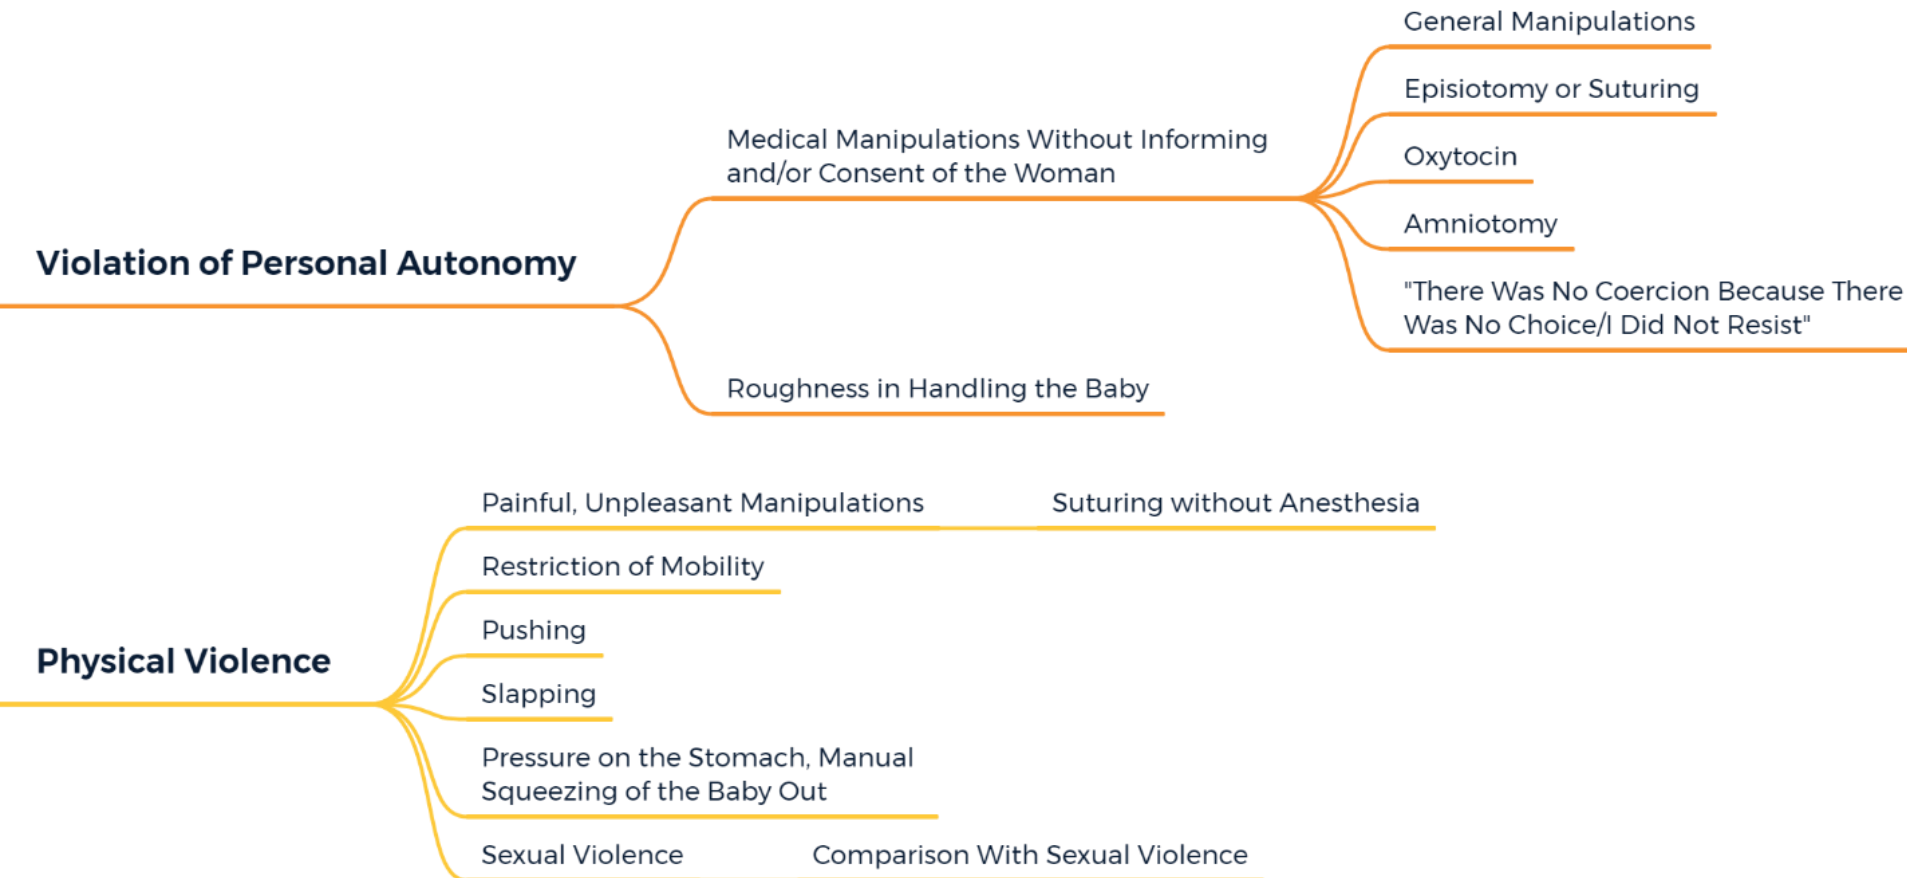 General Manipulations
Episiotomy or Suturing
Medical Manipulations Without Informing
and/or Consent of the Woman
Oxytocin
Amniotomy
Violation of Personal Autonomy
"There Was No Coercion Because There
Was No Choice/I Did Not Resist"
Roughness in Handling the Baby
Painful, Unpleasant Manipulations
Suturing without Anesthesia
Restriction of Mobility
Pushing
Physical Violence
Slapping
Pressure on the Stomach, Manual
Squeezing of the Baby Out
Sexual Violence
Comparison With Sexual Violence